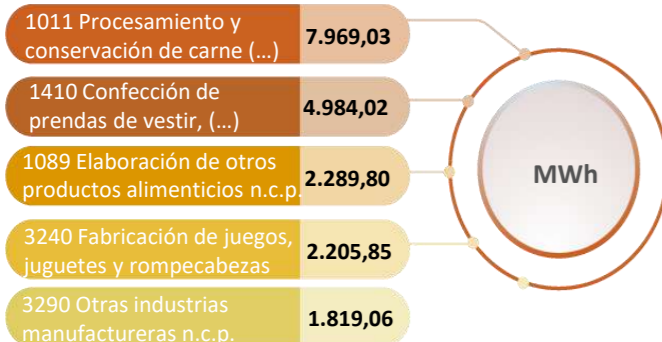 1011 Procesamiento y
conservación de carne (...)
7.969,03
1410 Confección de
prendas de vestir, (...)
4.984,02
1089 Elaboración de otros
productos alimenticios n.c.p.
2.289,80
3240 Fabricación de juegos,
juguetes y rompecabezas
2.205,85
3290 Otras industrias
manufactureras n.c.p.
1.819,06
MWh